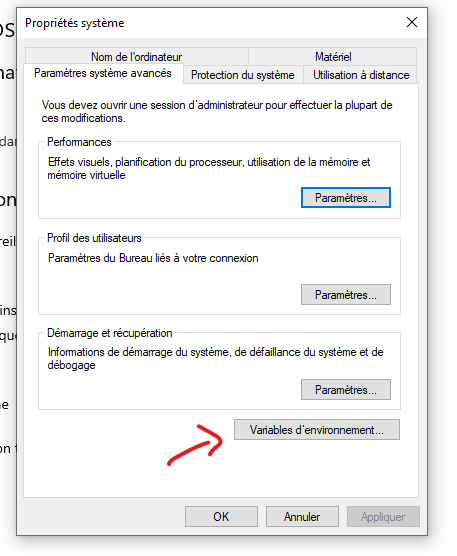 Propriétés système
Nom de l'ordinateur
Matériel
Paramètres système avancés
Protection du système
Utilisation à distance
Vous devez ouvrir une session d'administrateur pour effectuer la plupart de
ces modifications.
Performances
Effets visuels, planification du processeur, utilisation de la mémoire et
mémoire virtuelle
Paramètres...
Profil des utilisateurs
Paramètres du Bureau liés à votre connexion
Paramètres...
Démarrage et récupération
Informations de démarrage du système, de défaillance du système et de
débogage
Paramètres...
Variables d'environnement...
OK
Annuler
Appliquer